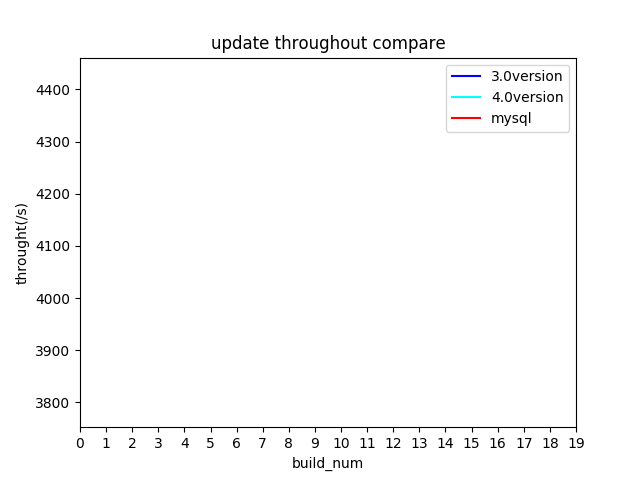 update throughout compare
3.0version
4.0version
mysql
throught(/s)
4400
4300
4200
4100
4000
3900
3800
0 1 2 3 4 5 6 7 8 9 10 11 12 13 14 15 16 17 18 19
build_num